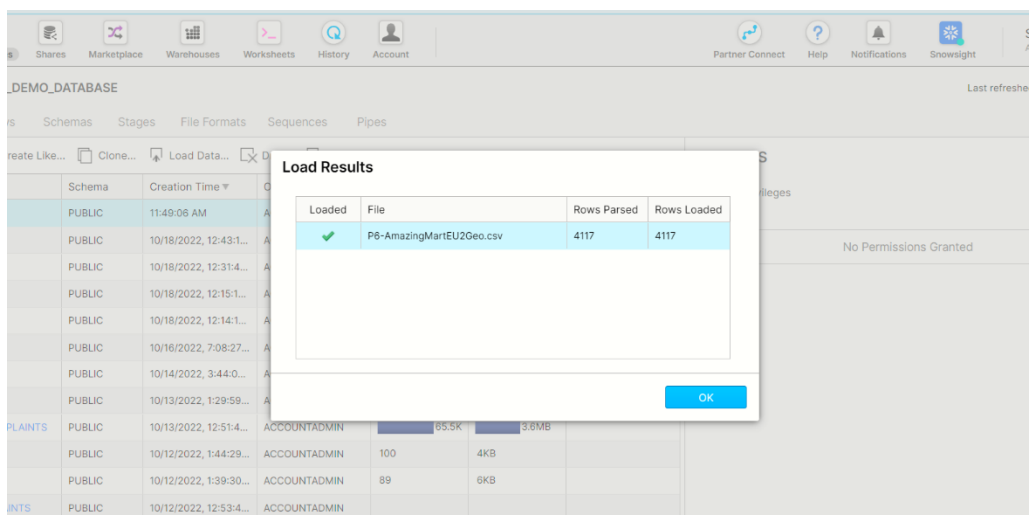 s Shares Marketplace Warehouses Worksheets History Account Partner Connect Help Notifications Snowsight
_DEMO_DATABASE Last refreshe
vs Schemas Stages File Formats Sequences Pipes
reate Like... Clone... Load Data... D
Schema Creation Time
PUBLIC 11:49:06 AM A
PUBLIC 10/18/2022, 12:43:1... A
PUBLIC 10/18/2022, 12:31:4... A
PUBLIC 10/18/2022, 12:15:1... A
PUBLIC 10/18/2022, 12:14:1... A
PUBLIC 10/16/2022, 7:08:27... A
PUBLIC 10/14/2022, 3:44:0... A
PUBLIC 10/13/2022, 1:29:59... A
PLAINTS PUBLIC 10/13/2022, 12:51:4... ACCOUNTADMIN 65.5K 3.6MB
PUBLIC 10/12/2022, 1:44:29... ACCOUNTADMIN 100 4KB
PUBLIC 10/12/2022, 1:39:30... ACCOUNTADMIN 89 6KB
INTS PUBLIC 10/12/2022, 12:53:4... ACCOUNTADMIN
Load Results
Loaded File Rows Parsed Rows Loaded
P6-AmazingMartEU2Geo.csv 4117 4117
OK
S
vileges
No Permissions Granted